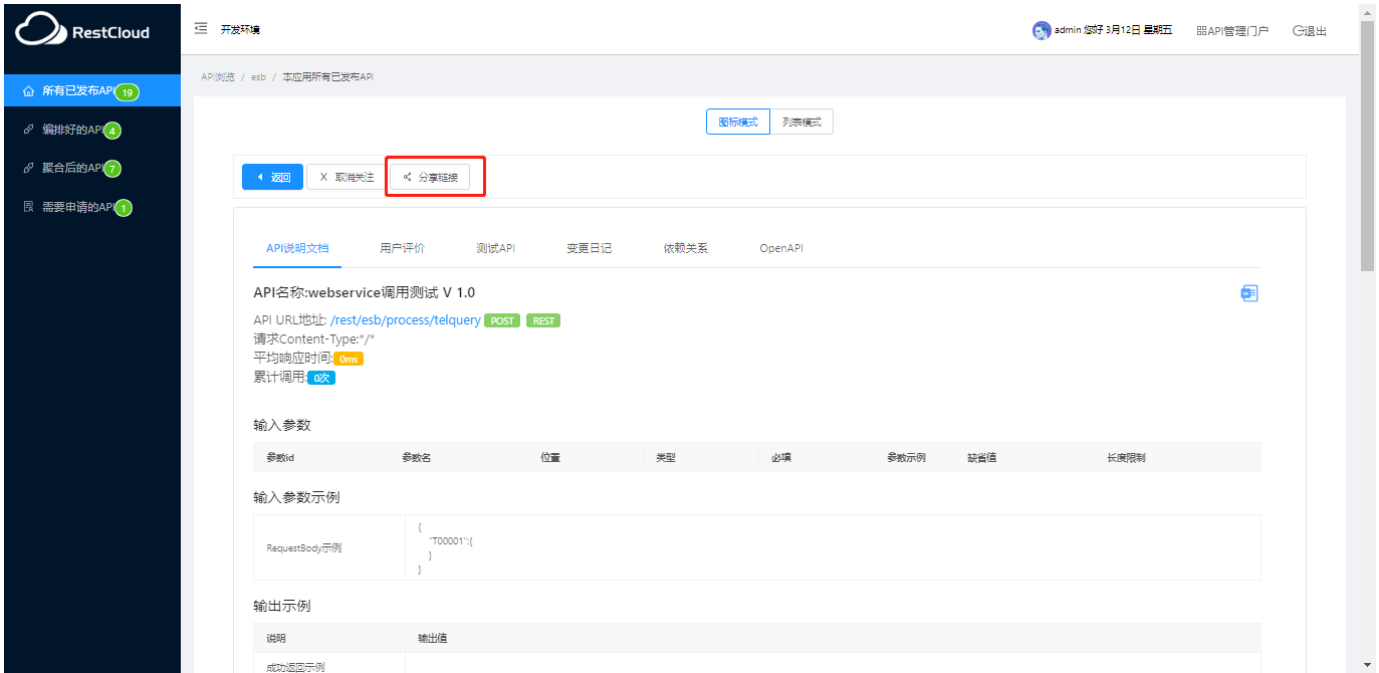 RestCloud
开发环境
admin 您好 3月12日 星期五
API管理门户
退出
所有已发布API 19
编排好的API 4
聚合后的API 7
需要申请的API 1
API浏览 / esb / 本应用所有已发布API
图标模式 列表模式
返回 取消关注 分享链接
API说明文档 用户评价 测试API 变更日记 依赖关系 OpenAPI
API名称:webservice调用测试 V 1.0
API URL地址: /rest/esb/process/telquery POST REST
请求Content-Type:*/*
平均响应时间: 0ms
累计调用: 0次
输入参数
参数id 参数名 位置 类型 必填 参数示例 缺省值 长度限制
输入参数示例
RequestBody示例
{
"T00001":{
}
}
输出示例
说明 输出值
成功返回示例